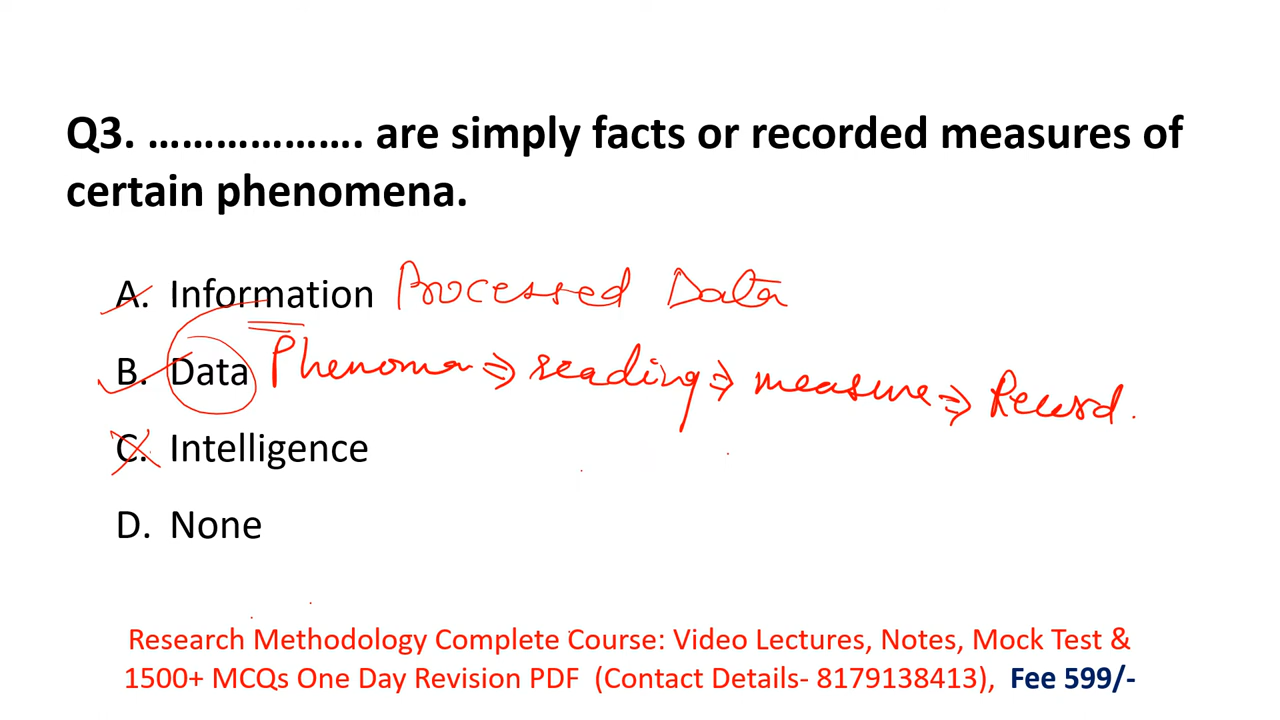 Q3. ……………….. are simply facts or recorded measures of
certain phenomena.
A. Information Processed Data
B. Data Phenoma ⇒ reading ⇒ measure ⇒ Record.
C. Intelligence
D. None
Research Methodology Complete Course: Video Lectures, Notes, Mock Test &
1500+ MCQs One Day Revision PDF (Contact Details- 8179138413), Fee 599/-